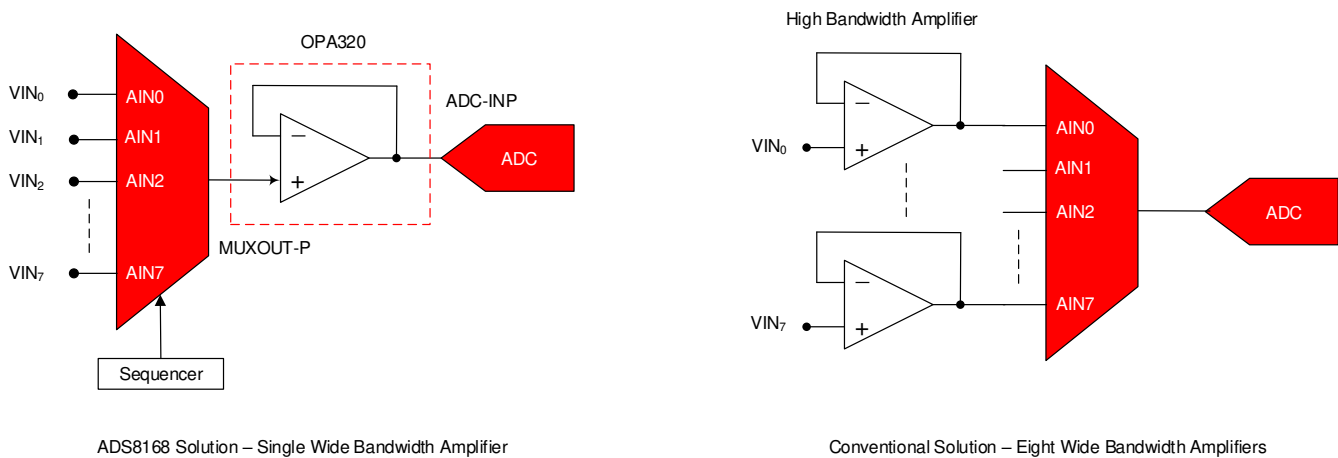 OPA320
VIN0
VIN1
VIN2
VIN7
AIN0
AIN1
AIN2
AIN7
−
+
ADC-INP
ADC
MUXOUT-P
Sequencer
ADS8168 Solution – Single Wide Bandwidth Amplifier
High Bandwidth Amplifier
−
+
VIN0
−
+
VIN7
AIN0
AIN1
AIN2
AIN7
ADC
Conventional Solution – Eight Wide Bandwidth Amplifiers